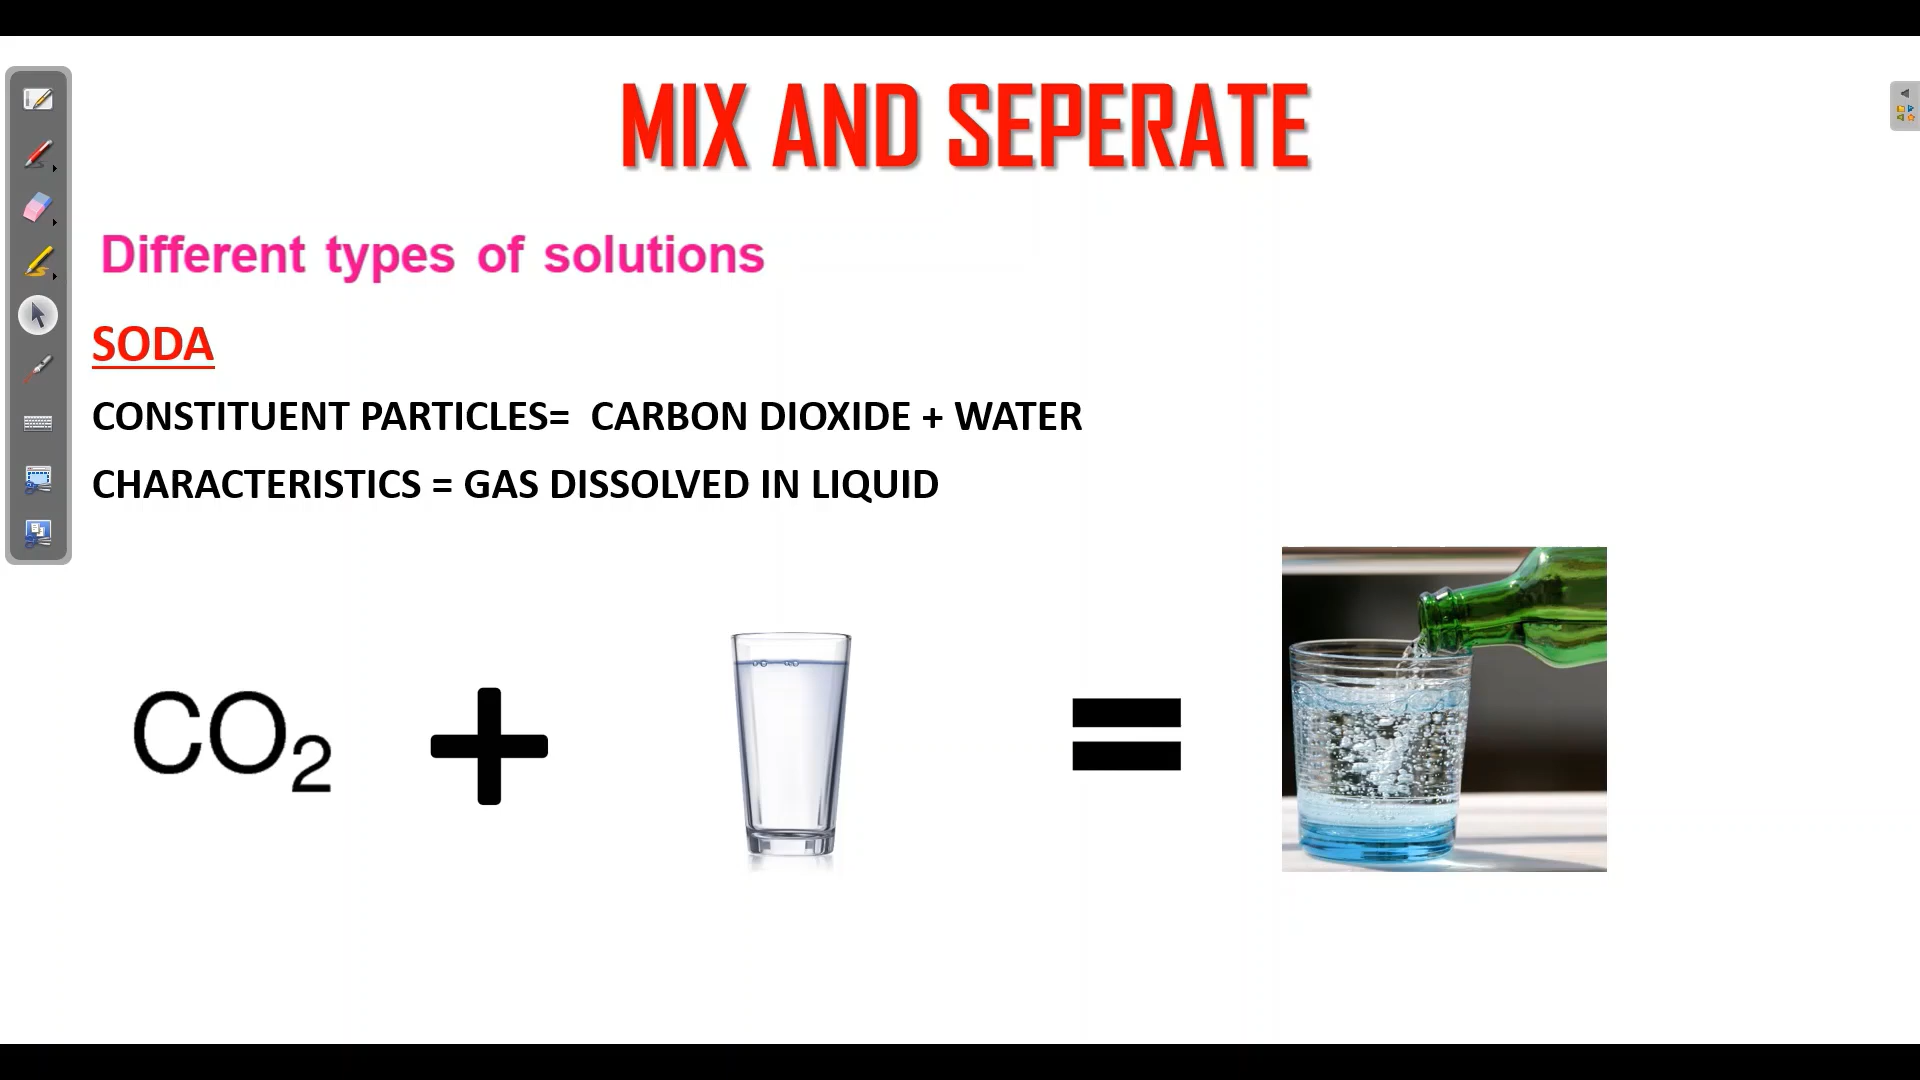 MIX AND SEPERATE
Different types of solutions
SODA
CONSTITUENT PARTICLES= CARBON DIOXIDE + WATER
CHARACTERISTICS = GAS DISSOLVED IN LIQUID
CO₂ + =